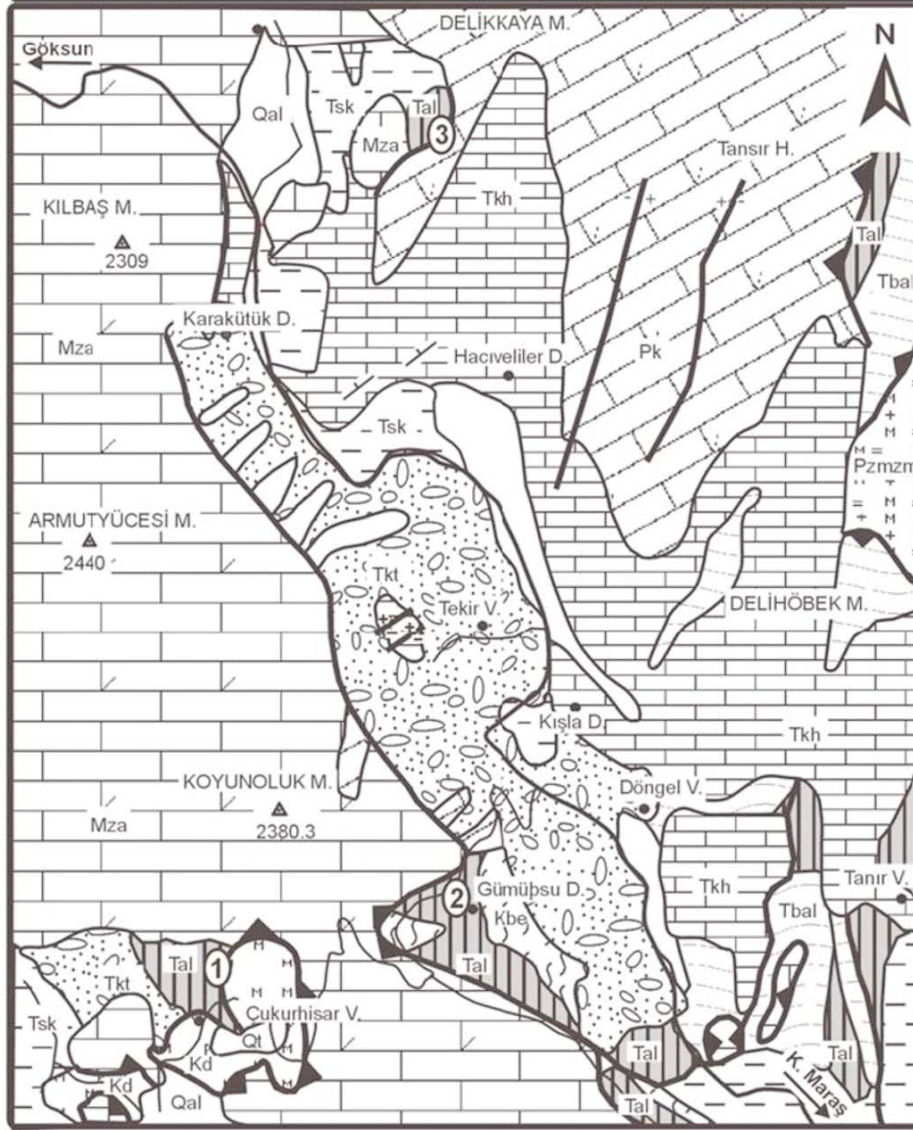 DELİKKAYA M.
N
Göksun
Qal
Tsk
Tal
Mza
3
Tansır H.
Tkh
KILBAŞ M.
2309
Tal
Tbal
Karakütük D.
Mza
Hacıveliler D.
Pk
Tsk
Pzmzm
ARMUTYÜCESİ M.
2440
Tkt
Tekir V.
DELİHÖBEK M.
Kışla D.
Tkh
KOYUNOLUK M.
2380.3
Mza
Döngel V.
2
Gümüþsu D.
Kbe
Tkh
Tanır V.
Tbal
Tal
1
Tal
Tkt
Tsk
Çukurhisar V.
Qt
Kd
Kd
Qal
Tal
Tal
Tal
K. Maraş